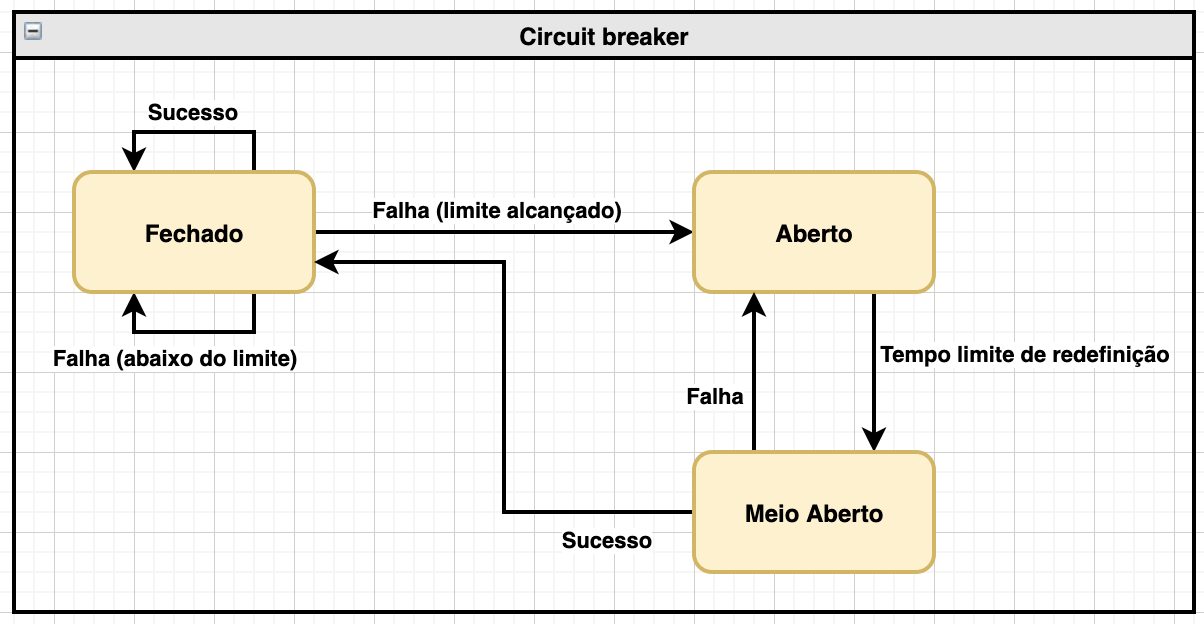 Circuit breaker
Sucesso
Fechado
Falha (limite alcançado)
Aberto
Falha (abaixo do limite)
Tempo limite de redefinição
Falha
Meio Aberto
Sucesso